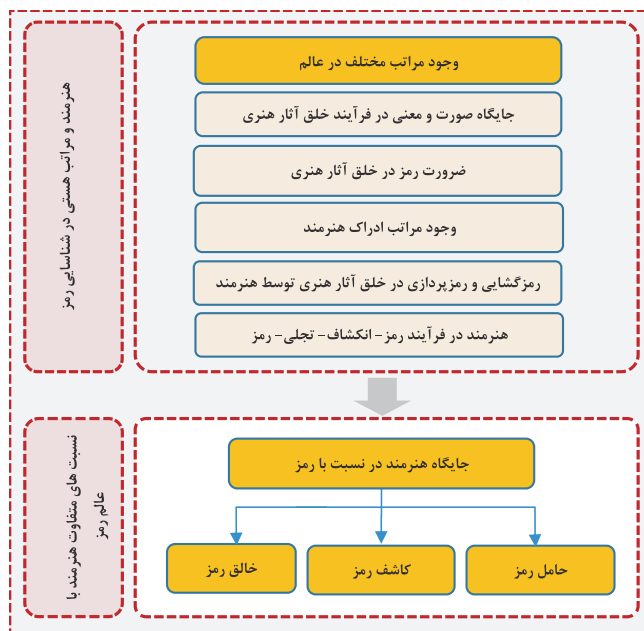 هنرمند و مراتب هستی در شناسایی رمز
وجود مراتب مختلف در عالم
جایگاه صورت و معنی در فرآیند خلق آثار هنری
ضرورت رمز در خلق آثار هنری
وجود مراتب ادراک هنرمند
رمزگشایی و رمزپردازی در خلق آثار هنری توسط هنرمند
هنرمند در فرآیند رمز- انکشاف- تجلی- رمز
نسبت های متفاوت هنرمند با
عالم رمز
جایگاه هنرمند در نسبت با رمز
حامل رمز
کاشف رمز
خالق رمز